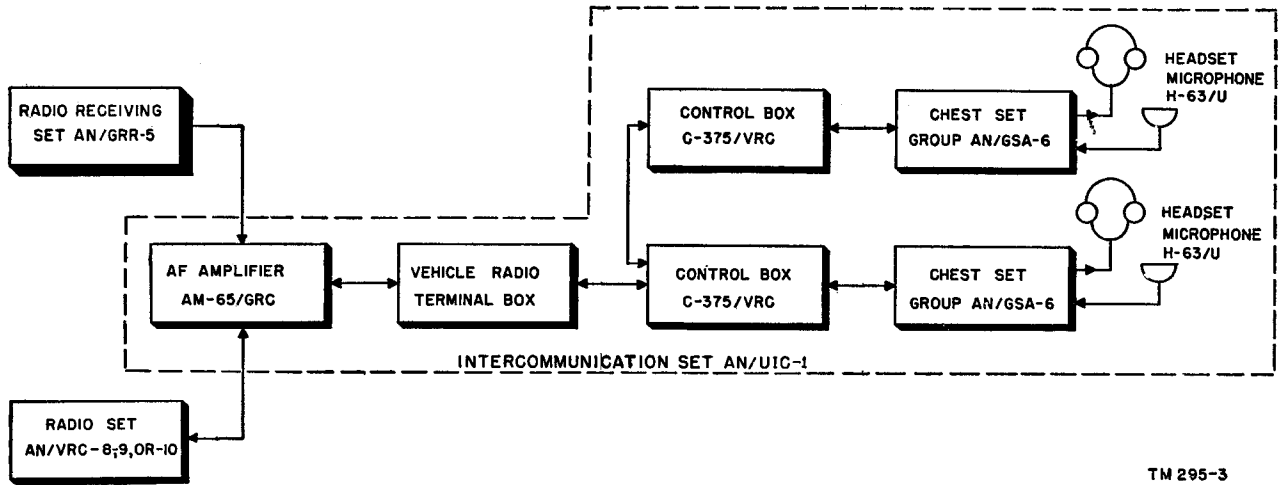 RADIO RECEIVING
SET AN/GRR-5
CONTROL BOX
C-375/VRC
CHEST SET
GROUP AN/GSA-6
HEADSET
MICROPHONE
H-63/U
AF AMPLIFIER
AM-65/GRC
VEHICLE RADIO
TERMINAL BOX
CONTROL BOX
C-375/VRC
CHEST SET
GROUP AN/GSA-6
HEADSET
MICROPHONE
H-63/U
INTERCOMMUNICATION SET AN/UIC-1
RADIO SET
AN/VRC-8,-9,OR-10
TM 295-3